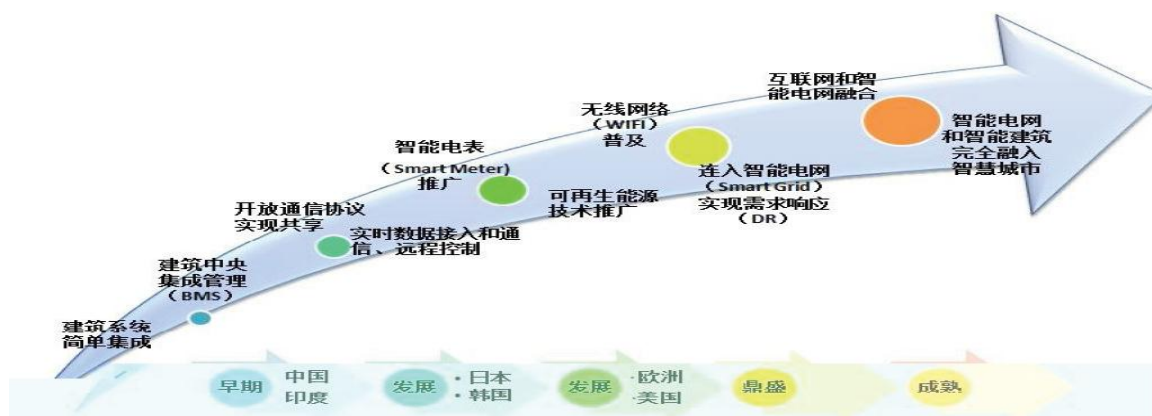 互联网和智
能电网融合
智能电网
和智能建筑
完全融入
智慧城市
无线网络
（WIFI）
普及
连入智能电网
（Smart Grid）
实现需求响应
（DR）
智能电表
（Smart Meter）
推广
可再生能源
技术推广
开放通信协议
实现共享
实时数据接入和通
信、远程控制
建筑中央
集成管理
（BMS）
建筑系统
简单集成
早期
中国
印度
发展
·日本
·韩国
发展
·欧洲
·美国
鼎盛
成熟